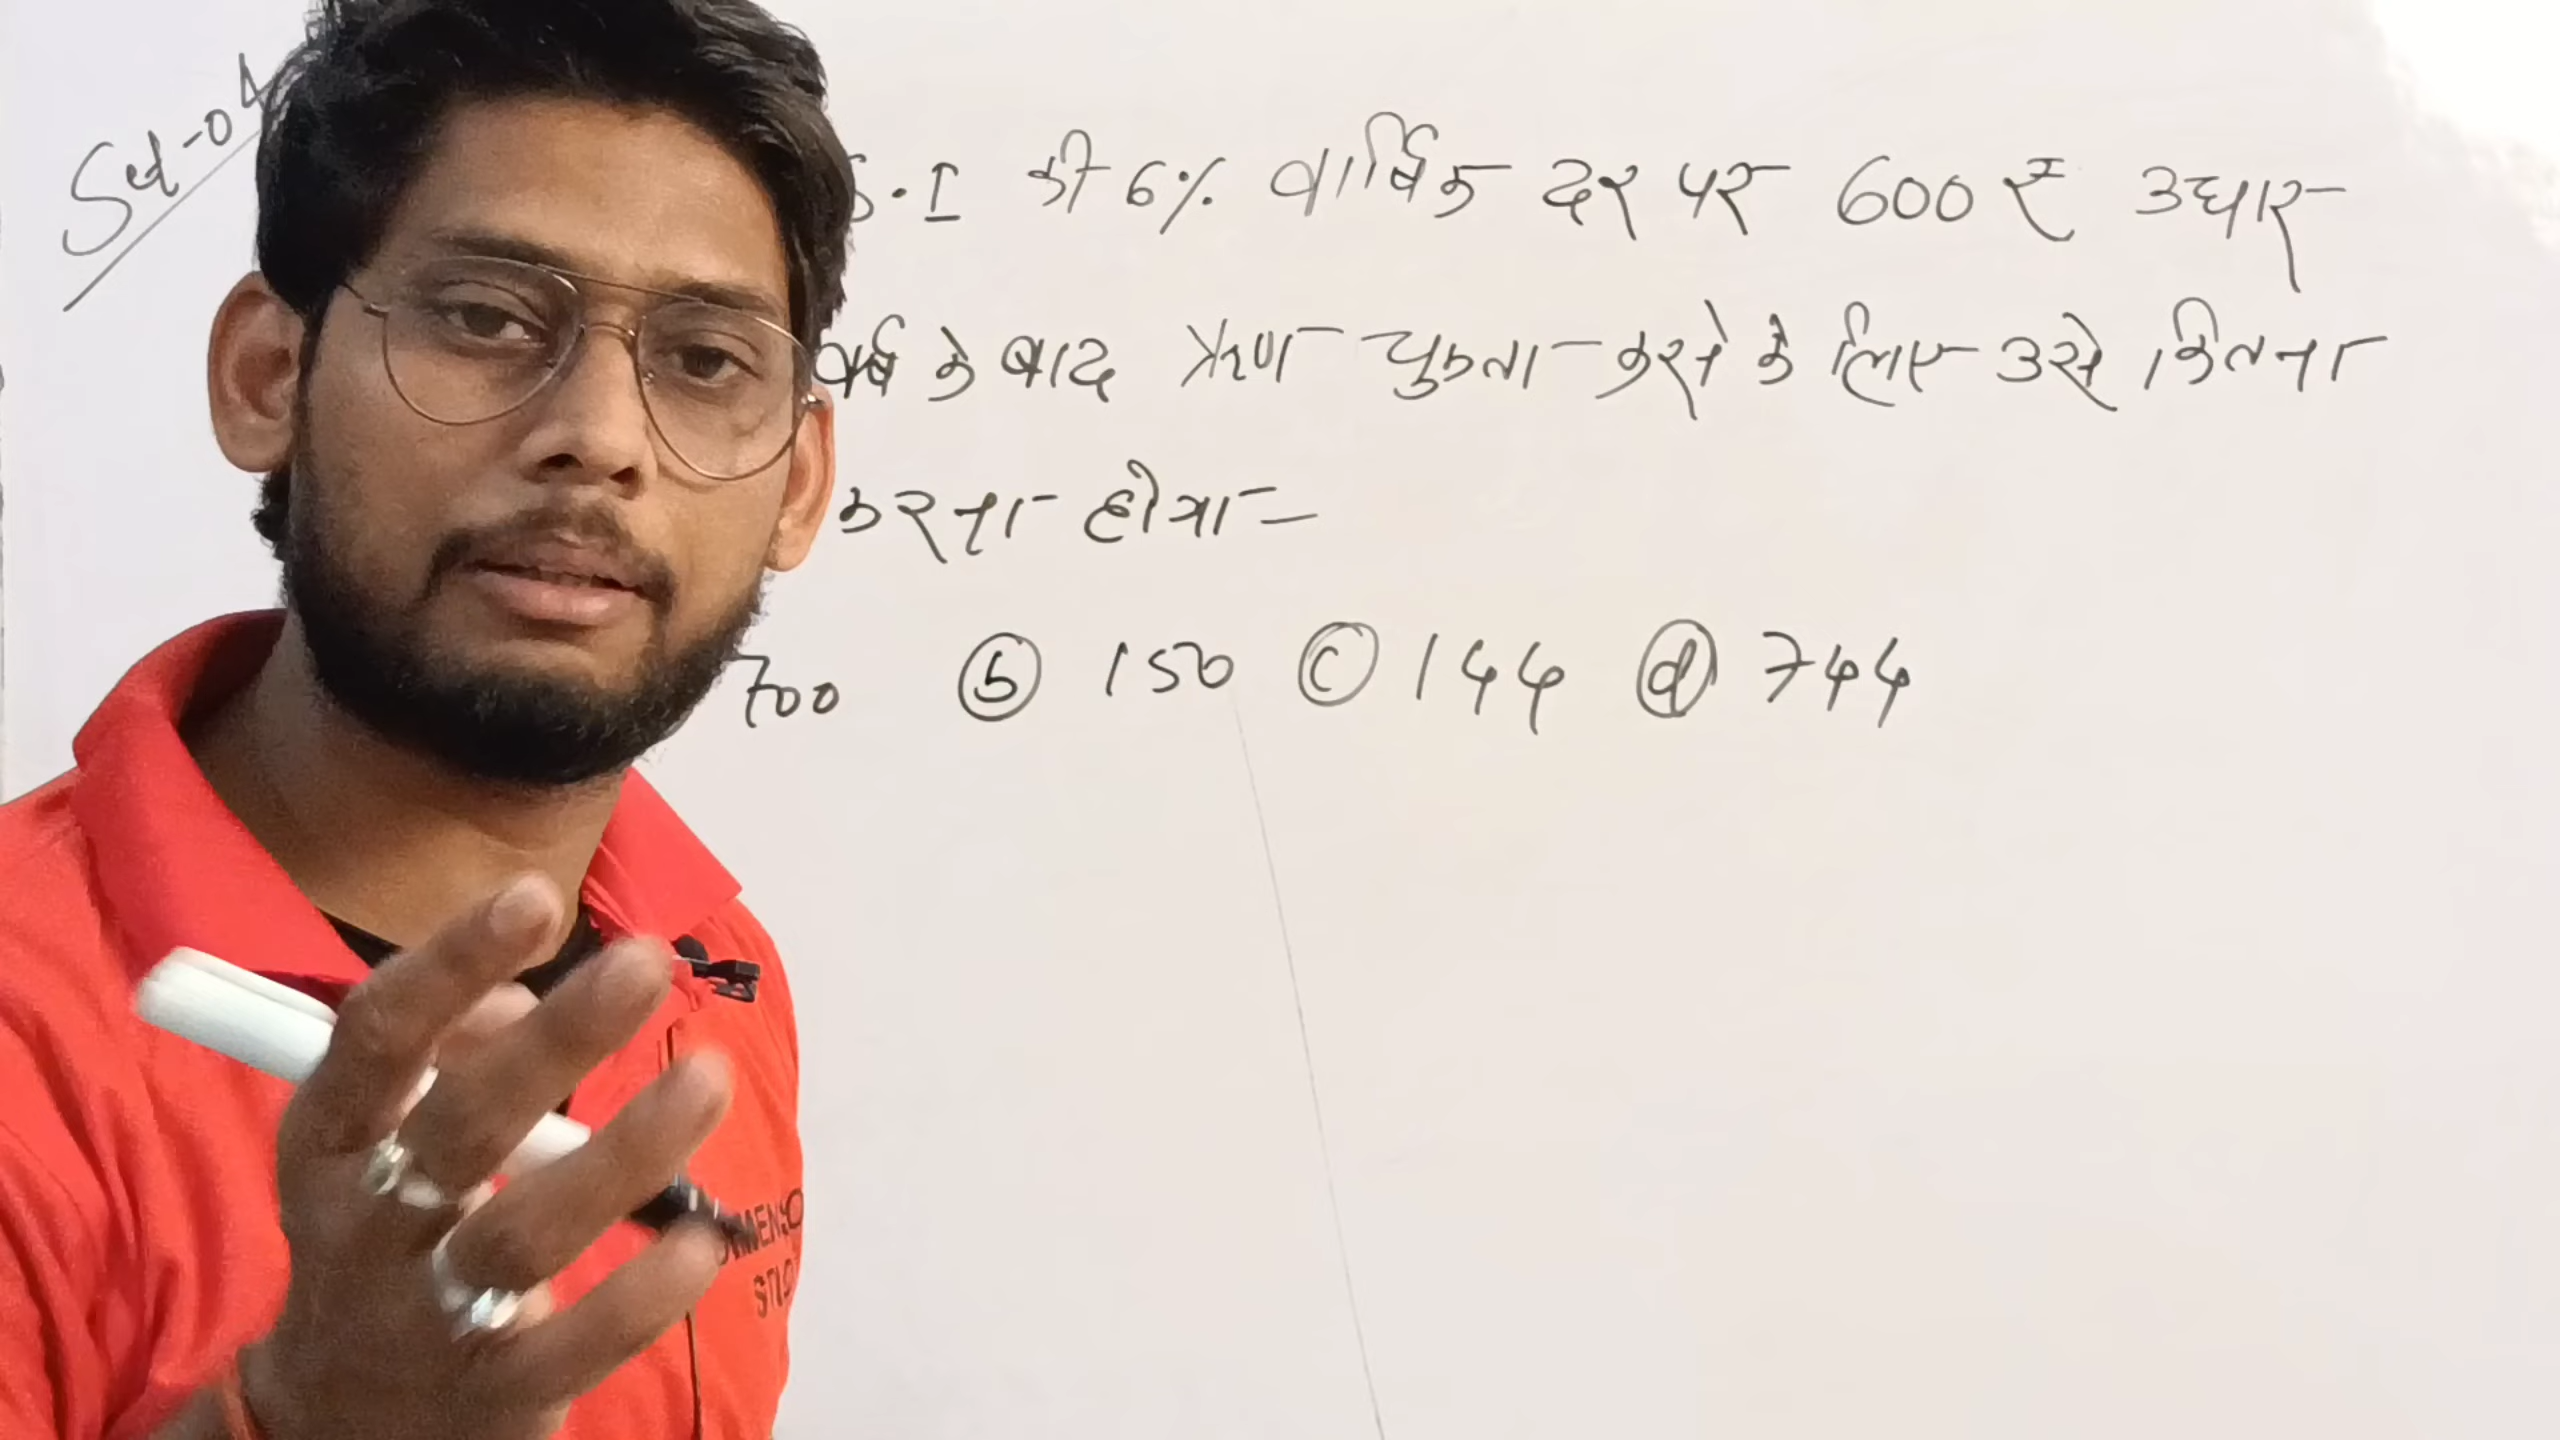 Set-04
S.I की 6% वार्षिक दर पर 600 ₹ उधार
वर्ष के बाद ऋण चुकता करने के लिए उसे कितना
करना होगा-
700 ⓑ 150 ⓒ 144 ⓓ 744